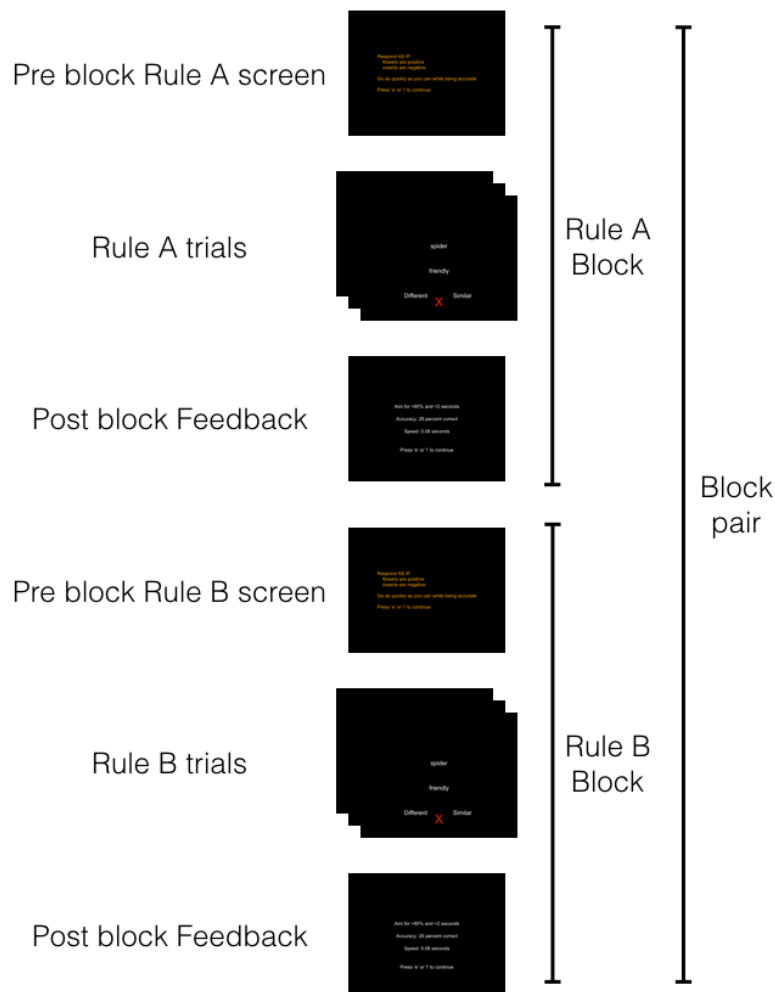 Pre block Rule A screen
Respond AS IF:
flowers are positive
insects are negative
Go as quickly as you can while being accurate
Press 'e' or 'i' to continue
Rule A trials
spider
friendly
Different X Similar
Rule A
Block
Post block Feedback
Aim for >80% and <2 seconds
Accuracy: 28 percent correct
Speed: 0.08 seconds
Press 'e' or 'i' to continue
Block
pair
Pre block Rule B screen
Respond AS IF:
flowers are positive
insects are negative
Go as quickly as you can while being accurate
Press 'e' or 'i' to continue
Rule B trials
spider
friendly
Different X Similar
Rule B
Block
Post block Feedback
Aim for >80% and <2 seconds
Accuracy: 28 percent correct
Speed: 0.08 seconds
Press 'e' or 'i' to continue